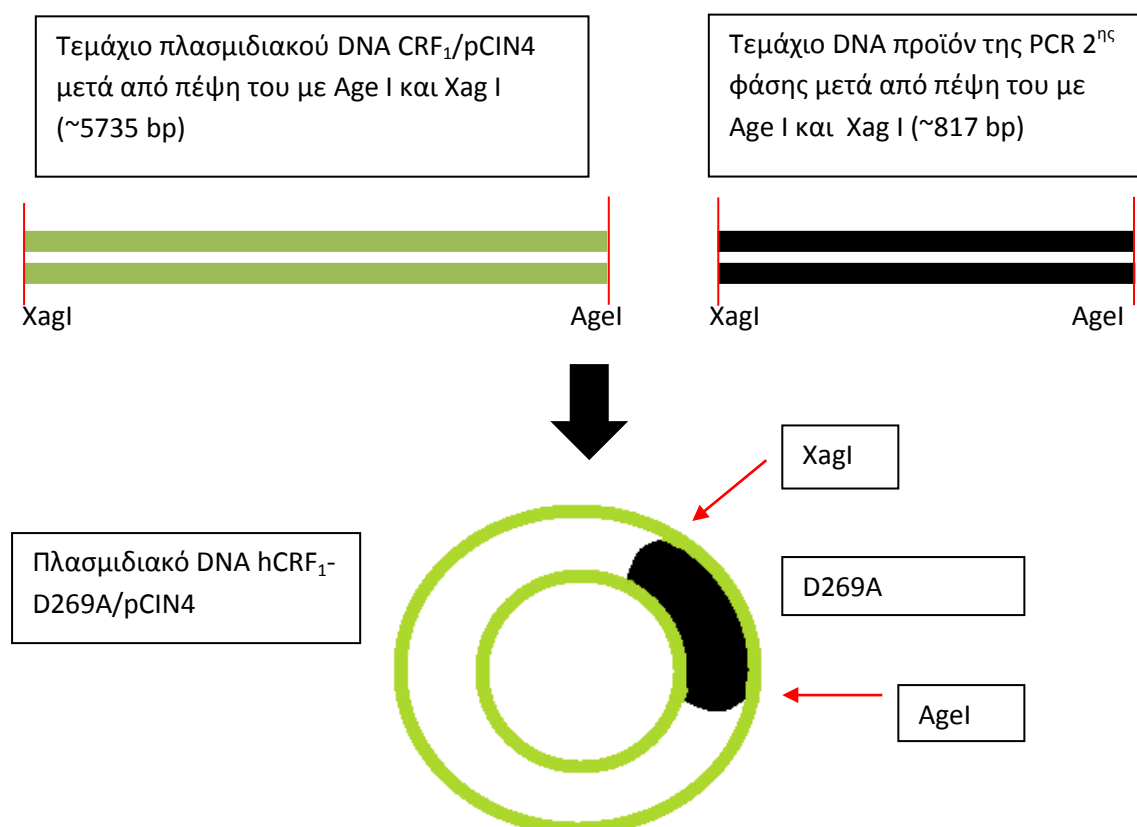 Τεμάχιο πλασμιδιακού DNA CRF₁/pCIN4
μετά από πέψη του με Age I και Xag I
(~5735 bp)
Τεμάχιο DNA προϊόν της PCR 2ης
φάσης μετά από πέψη του με
Age I και Xag I (~817 bp)
XagI
AgeI
XagI
AgeI
XagI
Πλασμιδιακό DNA hCRF₁-
D269A/pCIN4
D269A
AgeI